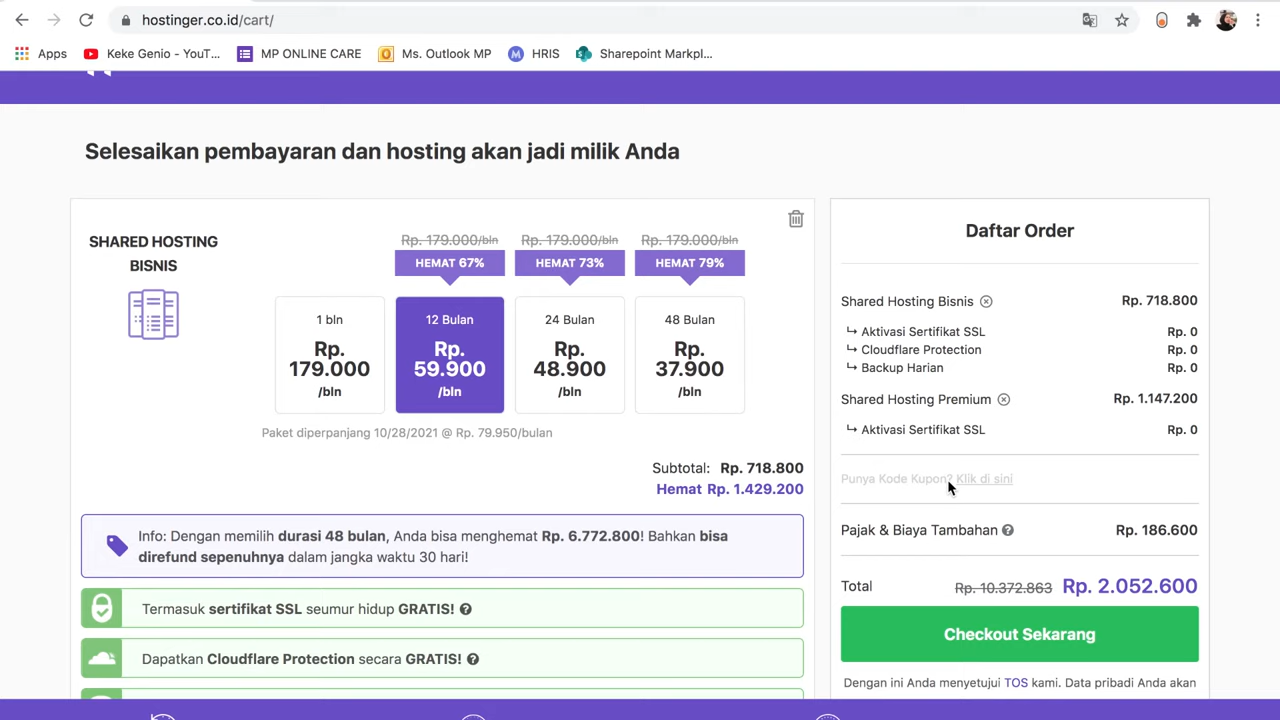 hostinger.co.id/cart/
Apps
Keke Genio - YouT...
MP ONLINE CARE
Ms. Outlook MP
HRIS
Sharepoint Markpl...
Selesaikan pembayaran dan hosting akan jadi milik Anda
SHARED HOSTING
BISNIS
Rp. 179.000/bln
Rp. 179.000/bln
Rp. 179.000/bln
HEMAT 67%
HEMAT 73%
HEMAT 79%
1 bln
Rp.
179.000
/bln
12 Bulan
Rp.
59.900
/bln
24 Bulan
Rp.
48.900
/bln
48 Bulan
Rp.
37.900
/bln
Paket diperpanjang 10/28/2021 @ Rp. 79.950/bulan
Subtotal: Rp. 718.800
Hemat Rp. 1.429.200
Info: Dengan memilih durasi 48 bulan, Anda bisa menghemat Rp. 6.772.800! Bahkan bisa
direfund sepenuhnya dalam jangka waktu 30 hari!
Termasuk sertifikat SSL seumur hidup GRATIS!
Dapatkan Cloudflare Protection secara GRATIS!
Daftar Order
Shared Hosting Bisnis Rp. 718.800
Aktivasi Sertifikat SSL Rp. 0
Cloudflare Protection Rp. 0
Backup Harian Rp. 0
Shared Hosting Premium Rp. 1.147.200
Aktivasi Sertifikat SSL Rp. 0
Punya Kode Kupon? Klik di sini
Pajak & Biaya Tambahan Rp. 186.600
Total Rp. 10.372.863 Rp. 2.052.600
Checkout Sekarang
Dengan ini Anda menyetujui TOS kami. Data pribadi Anda akan